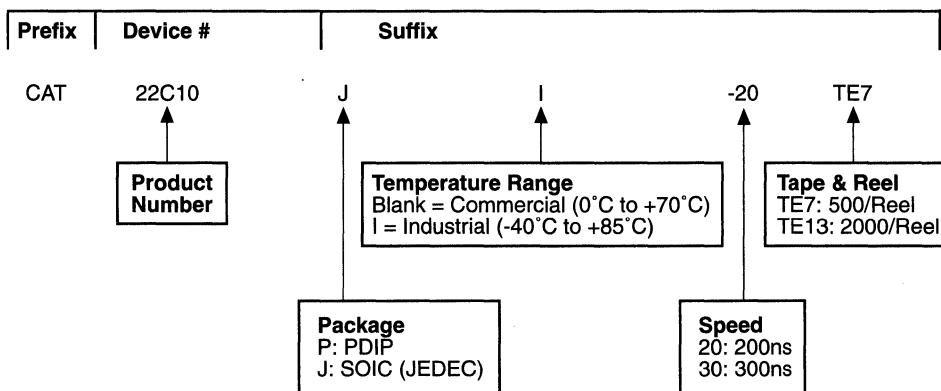 Prefix Device # Suffix
CAT 22C10 J I -20 TE7
Product
Number
Temperature Range
Blank = Commercial (0˚C to +70˚C)
I = Industrial (-40˚C to +85˚C)
Tape & Reel
TE7: 500/Reel
TE13: 2000/Reel
Package
P: PDIP
J: SOIC (JEDEC)
Speed
20: 200ns
30: 300ns